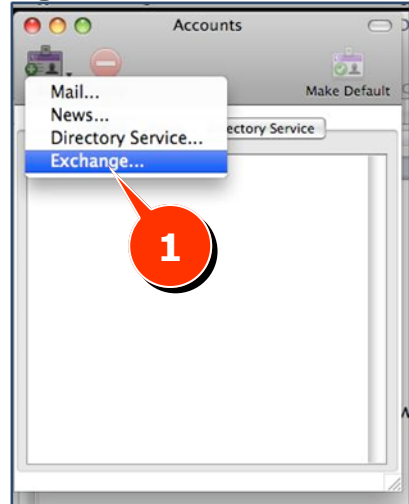 Accounts
Make Default
Mail...
News...
Directory Service...
Exchange...
ectory Service
1